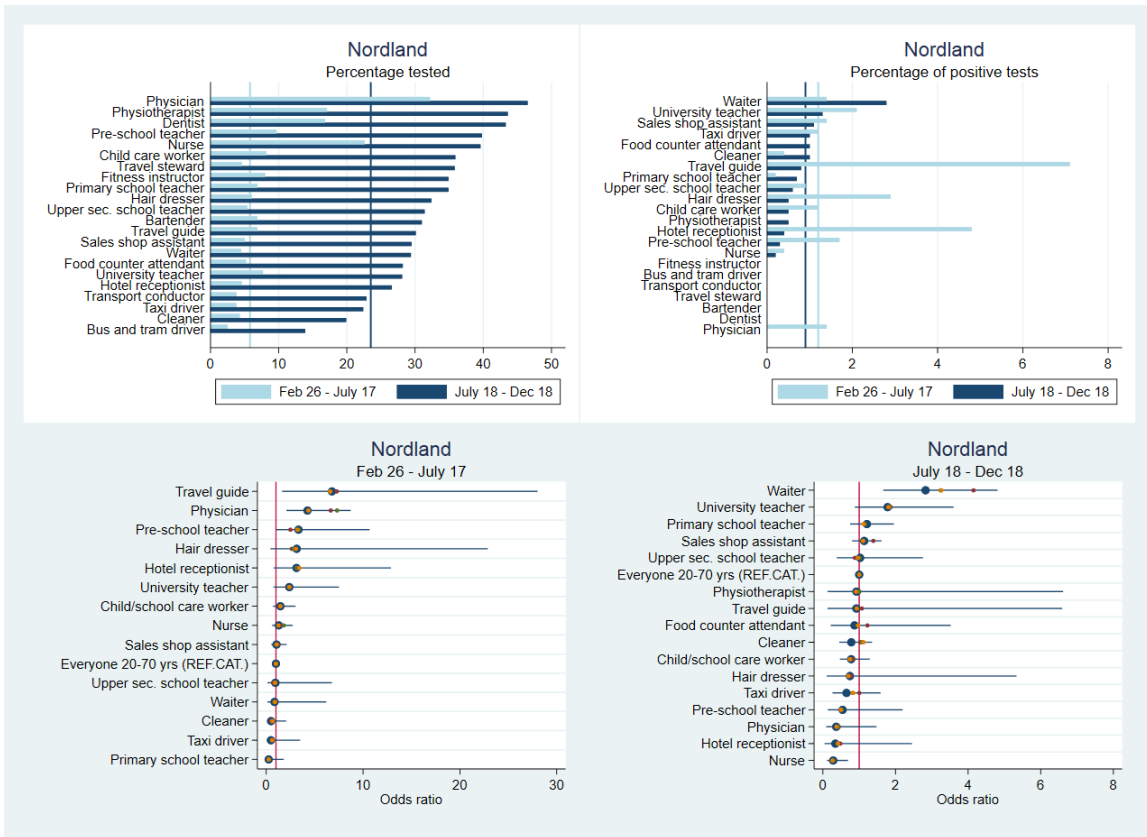 Nordland
Percentage tested
Physician
Physiotherapist
Dentist
Pre-school teacher
Nurse
Child care worker
Travel steward
Fitness instructor
Primary school teacher
Hair dresser
Upper sec. school teacher
Bartender
Travel guide
Sales shop assistant
Waiter
Food counter attendant
University teacher
Hotel receptionist
Transport conductor
Taxi driver
Cleaner
Bus and tram driver
0 10 20 30 40 50
Feb 26 - July 17 July 18 - Dec 18
Nordland
Percentage of positive tests
Waiter
University teacher
Sales shop assistant
Taxi driver
Food counter attendant
Cleaner
Travel guide
Primary school teacher
Upper sec. school teacher
Hair dresser
Child care worker
Physiotherapist
Hotel receptionist
Pre-school teacher
Nurse
Fitness instructor
Bus and tram driver
Transport conductor
Travel steward
Bartender
Dentist
Physician
0 2 4 6 8
Feb 26 - July 17 July 18 - Dec 18
Nordland
Feb 26 - July 17
Travel guide
Physician
Pre-school teacher
Hair dresser
Hotel receptionist
University teacher
Child/school care worker
Nurse
Sales shop assistant
Everyone 20-70 yrs (REF.CAT.)
Upper sec. school teacher
Waiter
Cleaner
Taxi driver
Primary school teacher
0 10 20 30
Odds ratio
Nordland
July 18 - Dec 18
Waiter
University teacher
Primary school teacher
Sales shop assistant
Upper sec. school teacher
Everyone 20-70 yrs (REF.CAT.)
Physiotherapist
Travel guide
Food counter attendant
Cleaner
Child/school care worker
Hair dresser
Taxi driver
Pre-school teacher
Physician
Hotel receptionist
Nurse
0 2 4 6 8
Odds ratio